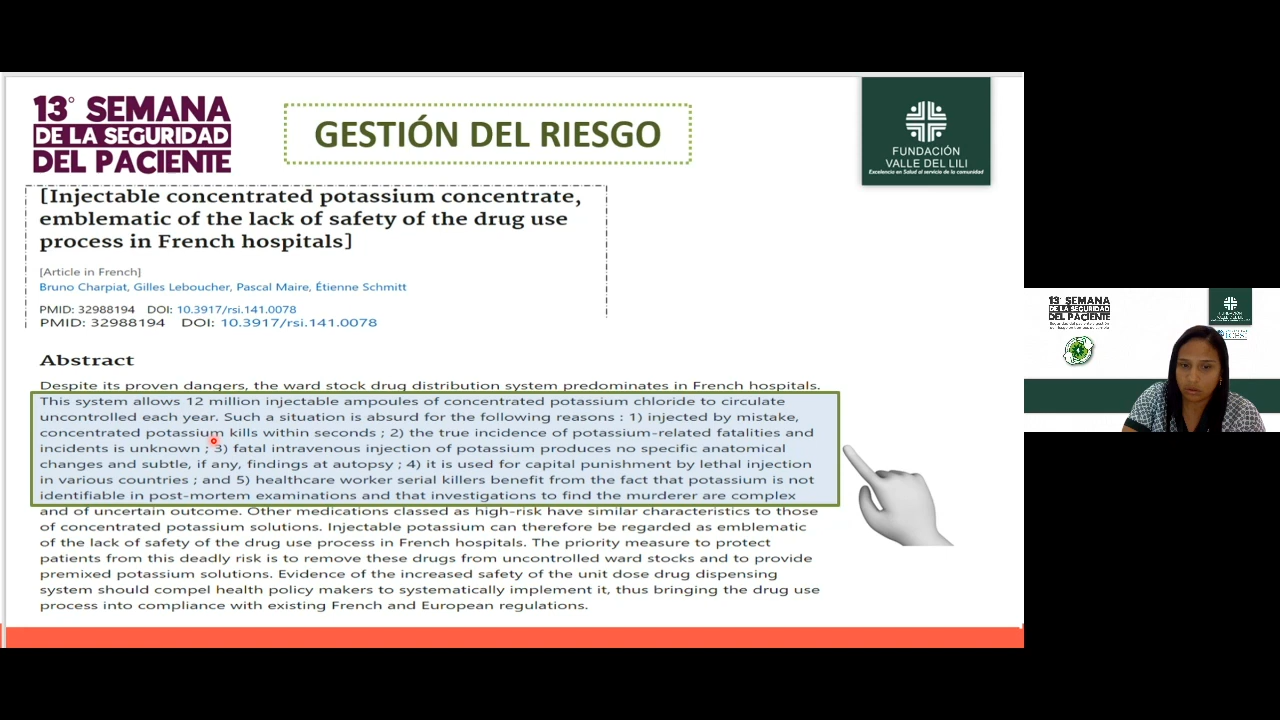 13° SEMANA
DE LA SEGURIDAD
DEL PACIENTE
GESTIÓN DEL RIESGO
FUNDACIÓN
VALLE DEL LILI
Excelencia en Salud al servicio de la comunidad
[Injectable concentrated potassium concentrate,
emblematic of the lack of safety of the drug use
process in French hospitals]
[Article in French]
Bruno Charpiat, Gilles Leboucher, Pascal Maire, Étienne Schmitt
PMID: 32988194 DOI: 10.3917/rsi.141.0078
PMID: 32988194 DOI: 10.3917/rsi.141.0078
Abstract
Despite its proven dangers, the ward stock drug distribution system predominates in French hospitals.
This system allows 12 million injectable ampoules of concentrated potassium chloride to circulate
uncontrolled each year. Such a situation is absurd for the following reasons : 1) injected by mistake,
concentrated potassium kills within seconds ; 2) the true incidence of potassium-related fatalities and
incidents is unknown ; 3) fatal intravenous injection of potassium produces no specific anatomical
changes and subtle, if any, findings at autopsy ; 4) it is used for capital punishment by lethal injection
in various countries ; and 5) healthcare worker serial killers benefit from the fact that potassium is not
identifiable in post-mortem examinations and that investigations to find the murderer are complex
and of uncertain outcome. Other medications classed as high-risk have similar characteristics to those
of concentrated potassium solutions. Injectable potassium can therefore be regarded as emblematic
of the lack of safety of the drug use process in French hospitals. The priority measure to protect
patients from this deadly risk is to remove these drugs from uncontrolled ward stocks and to provide
premixed potassium solutions. Evidence of the increased safety of the unit dose drug dispensing
system should compel health policy makers to systematically implement it, thus bringing the drug use
process into compliance with existing French and European regulations.
13° SEMANA
DE LA SEGURIDAD
DEL PACIENTE